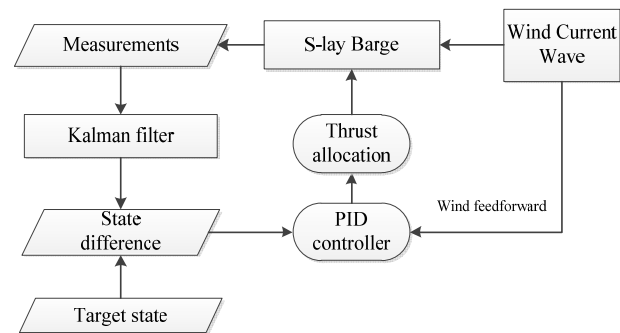 Measurements
S-lay Barge
Wind Current
Wave
Kalman filter
Thrust
allocation
State
difference
PID
controller
Wind feedforward
Target state